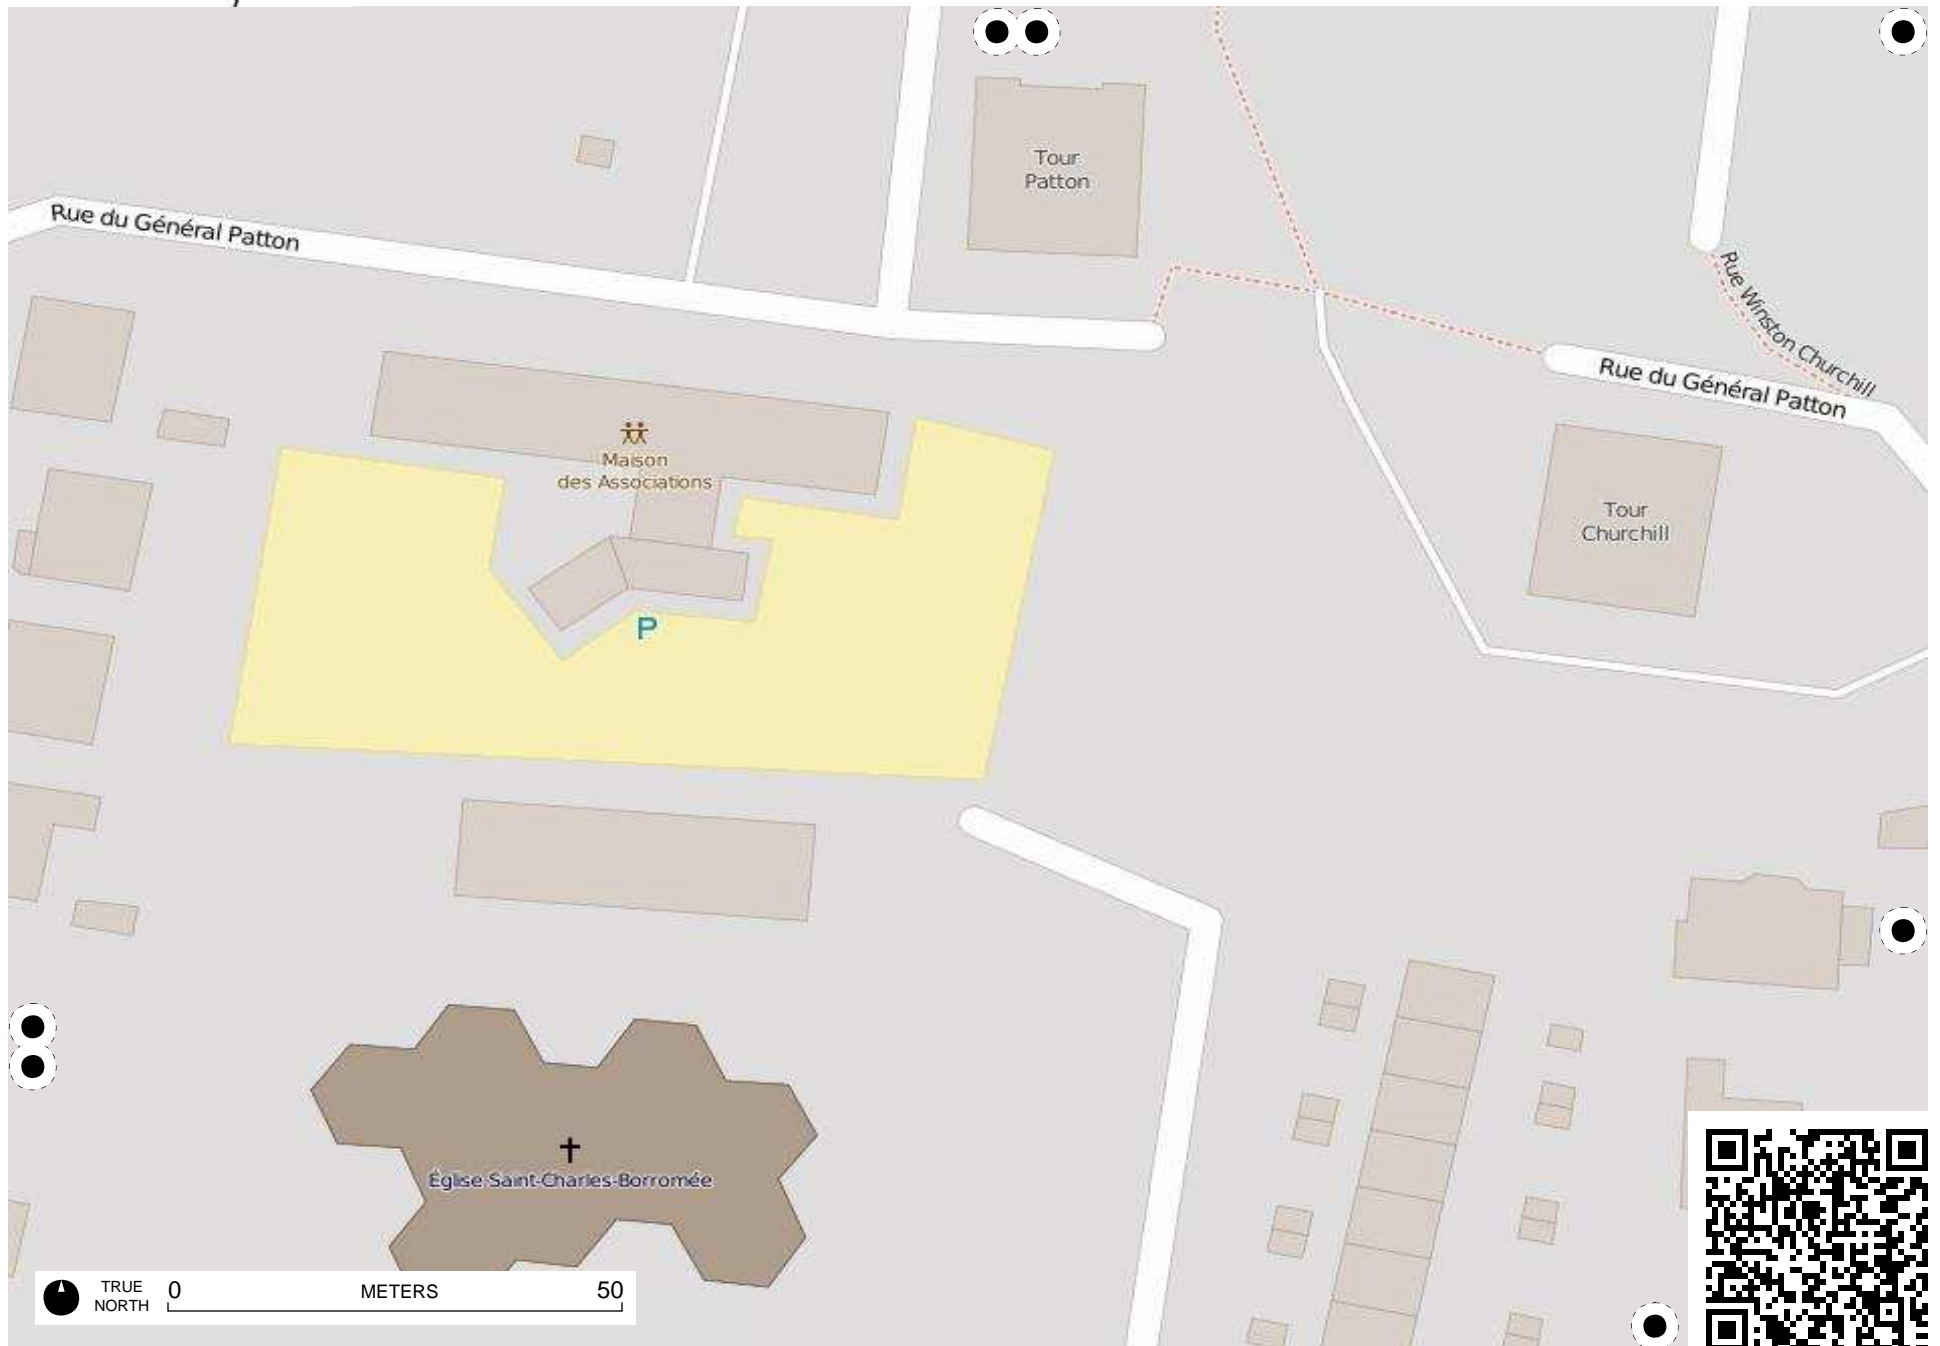 Tour
Patton
Rue du Général Patton
Rue Winston Churchill
Rue du Général Patton
Maison
des Associations
Tour
Churchill
P
Église Saint-Charles-Borromée
TRUE
NORTH
0 METERS 50